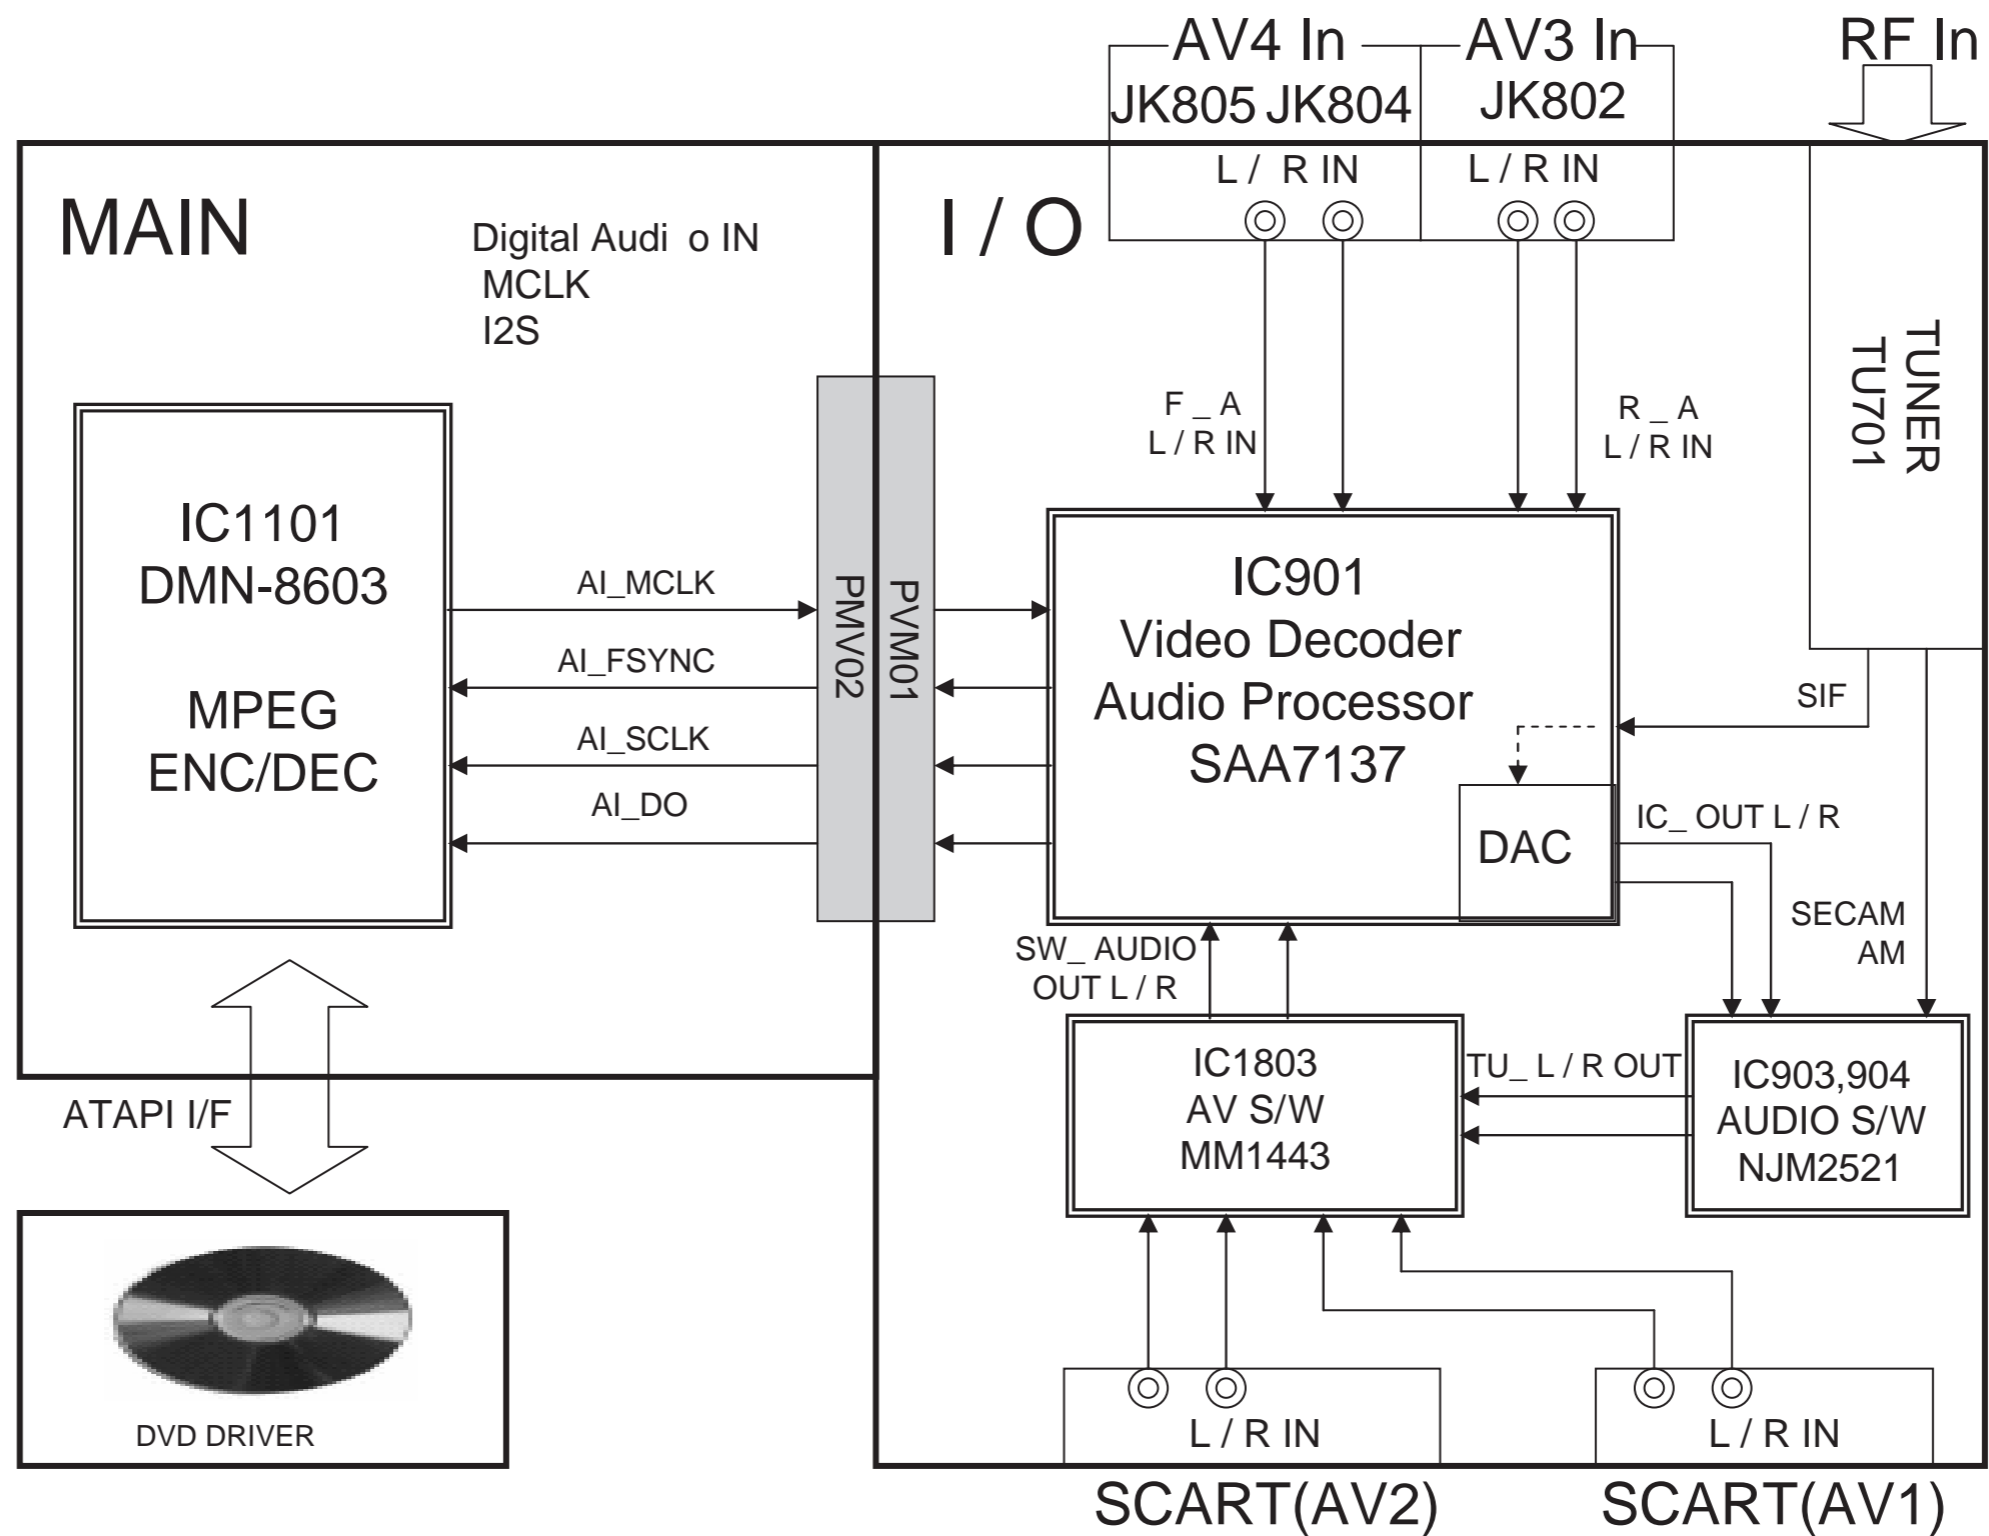 AV4 In
AV3 In
RF In
JK805 JK804
JK802
L / R IN
L / R IN
MAIN
Digital Audi o IN
MCLK
I2S
I / O
TUNER
TU701
F _ A
L / R IN
R _ A
L / R IN
IC1101
DMN-8603
MPEG
ENC/DEC
AI_MCLK
AI_FSYNC
AI_SCLK
AI_DO
PMV02
PVM01
IC901
Video Decoder
Audio Processor
SAA7137
DAC
SIF
IC_ OUT L / R
SECAM
AM
SW_ AUDIO
OUT L / R
IC1803
AV S/W
MM1443
TU_ L / R OUT
IC903,904
AUDIO S/W
NJM2521
ATAPI I/F
DVD DRIVER
L / R IN
L / R IN
SCART(AV2)
SCART(AV1)